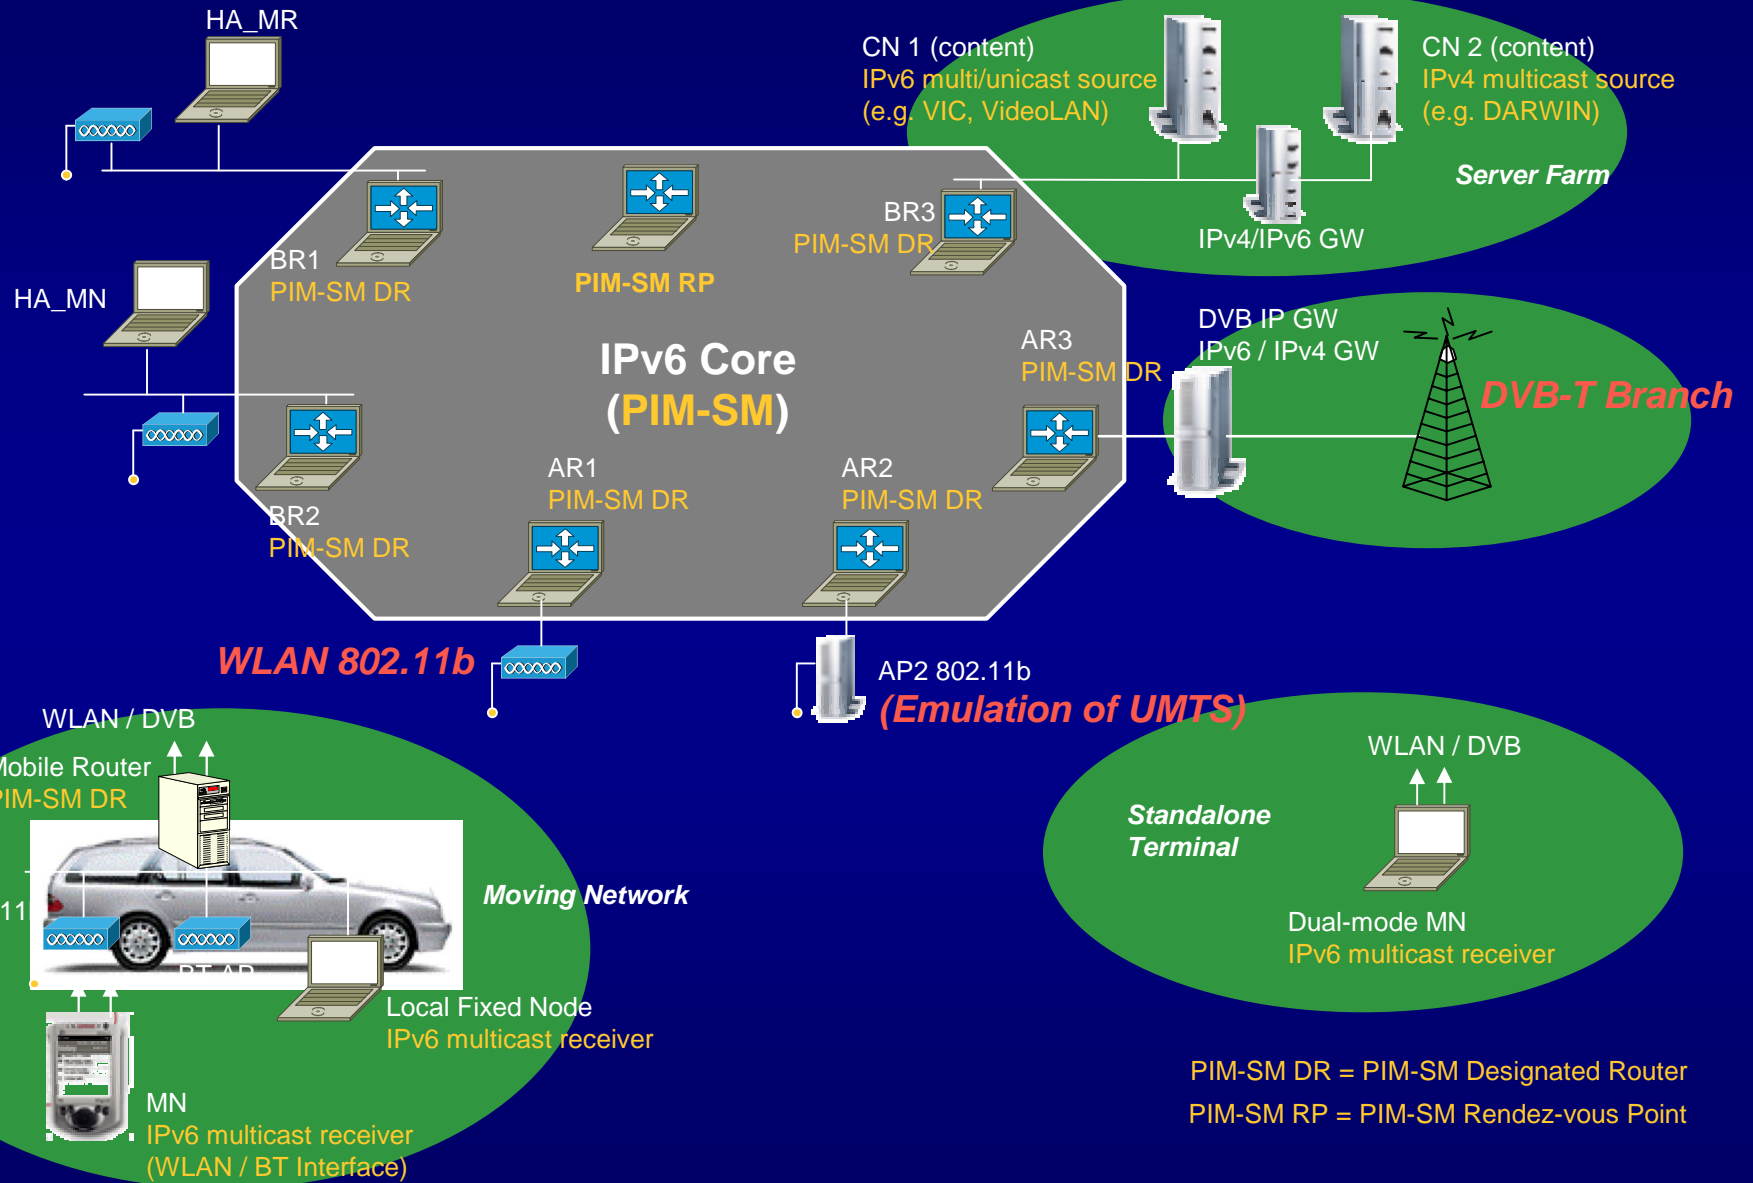 HA_MR
CN 1 (content)
IPv6 multi/unicast source
(e.g. VIC, VideoLAN)
CN 2 (content)
IPv4 multicast source
(e.g. DARWIN)
Server Farm
IPv4/IPv6 GW
BR1
PIM-SM DR
PIM-SM RP
BR3
PIM-SM DR
HA_MN
IPv6 Core
(PIM-SM)
AR3
PIM-SM DR
DVB IP GW
IPv6 / IPv4 GW
DVB-T Branch
BR2
PIM-SM DR
AR1
PIM-SM DR
AR2
PIM-SM DR
WLAN 802.11b
AP2 802.11b
(Emulation of UMTS)
WLAN / DVB
Mobile Router
PIM-SM DR
Moving Network
BT AP
Local Fixed Node
IPv6 multicast receiver
MN
IPv6 multicast receiver
(WLAN / BT Interface)
WLAN / DVB
Standalone
Terminal
Dual-mode MN
IPv6 multicast receiver
PIM-SM DR = PIM-SM Designated Router
PIM-SM RP = PIM-SM Rendez-vous Point